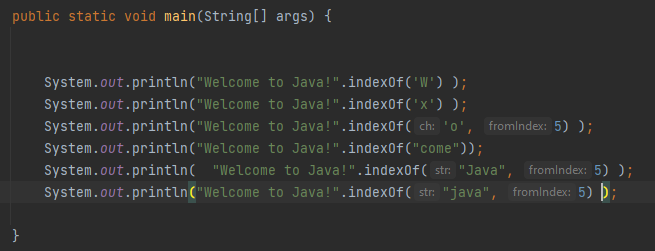 public static void main(String[] args) {
System.out.println("Welcome to Java!".indexOf('W') );
System.out.println("Welcome to Java!".indexOf('x') );
System.out.println("Welcome to Java!".indexOf( ch: 'o', fromIndex: 5) );
System.out.println("Welcome to Java!".indexOf("come"));
System.out.println(  "Welcome to Java!".indexOf( str: "Java", fromIndex: 5) );
System.out.println("Welcome to Java!".indexOf( str: "java", fromIndex: 5) );
}